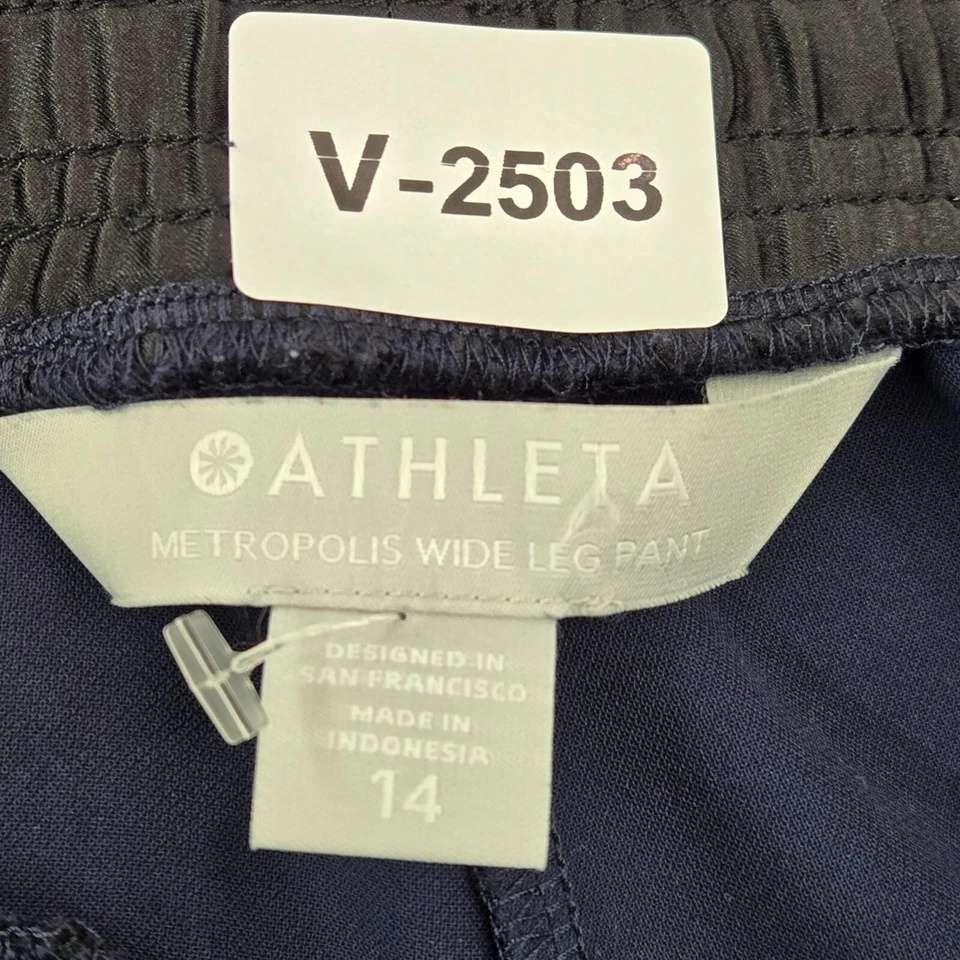 V-2503
ATHLETA
METROPOLIS WIDE LEG PANT
DESIGNED IN
SAN FRANCISCO
MADE IN
INDONESIA
14